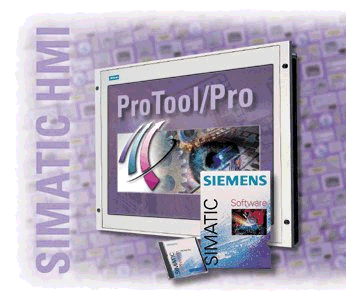 SIMATIC HMI
ProTool/Pro
SIEMENS
SIMATIC
Software